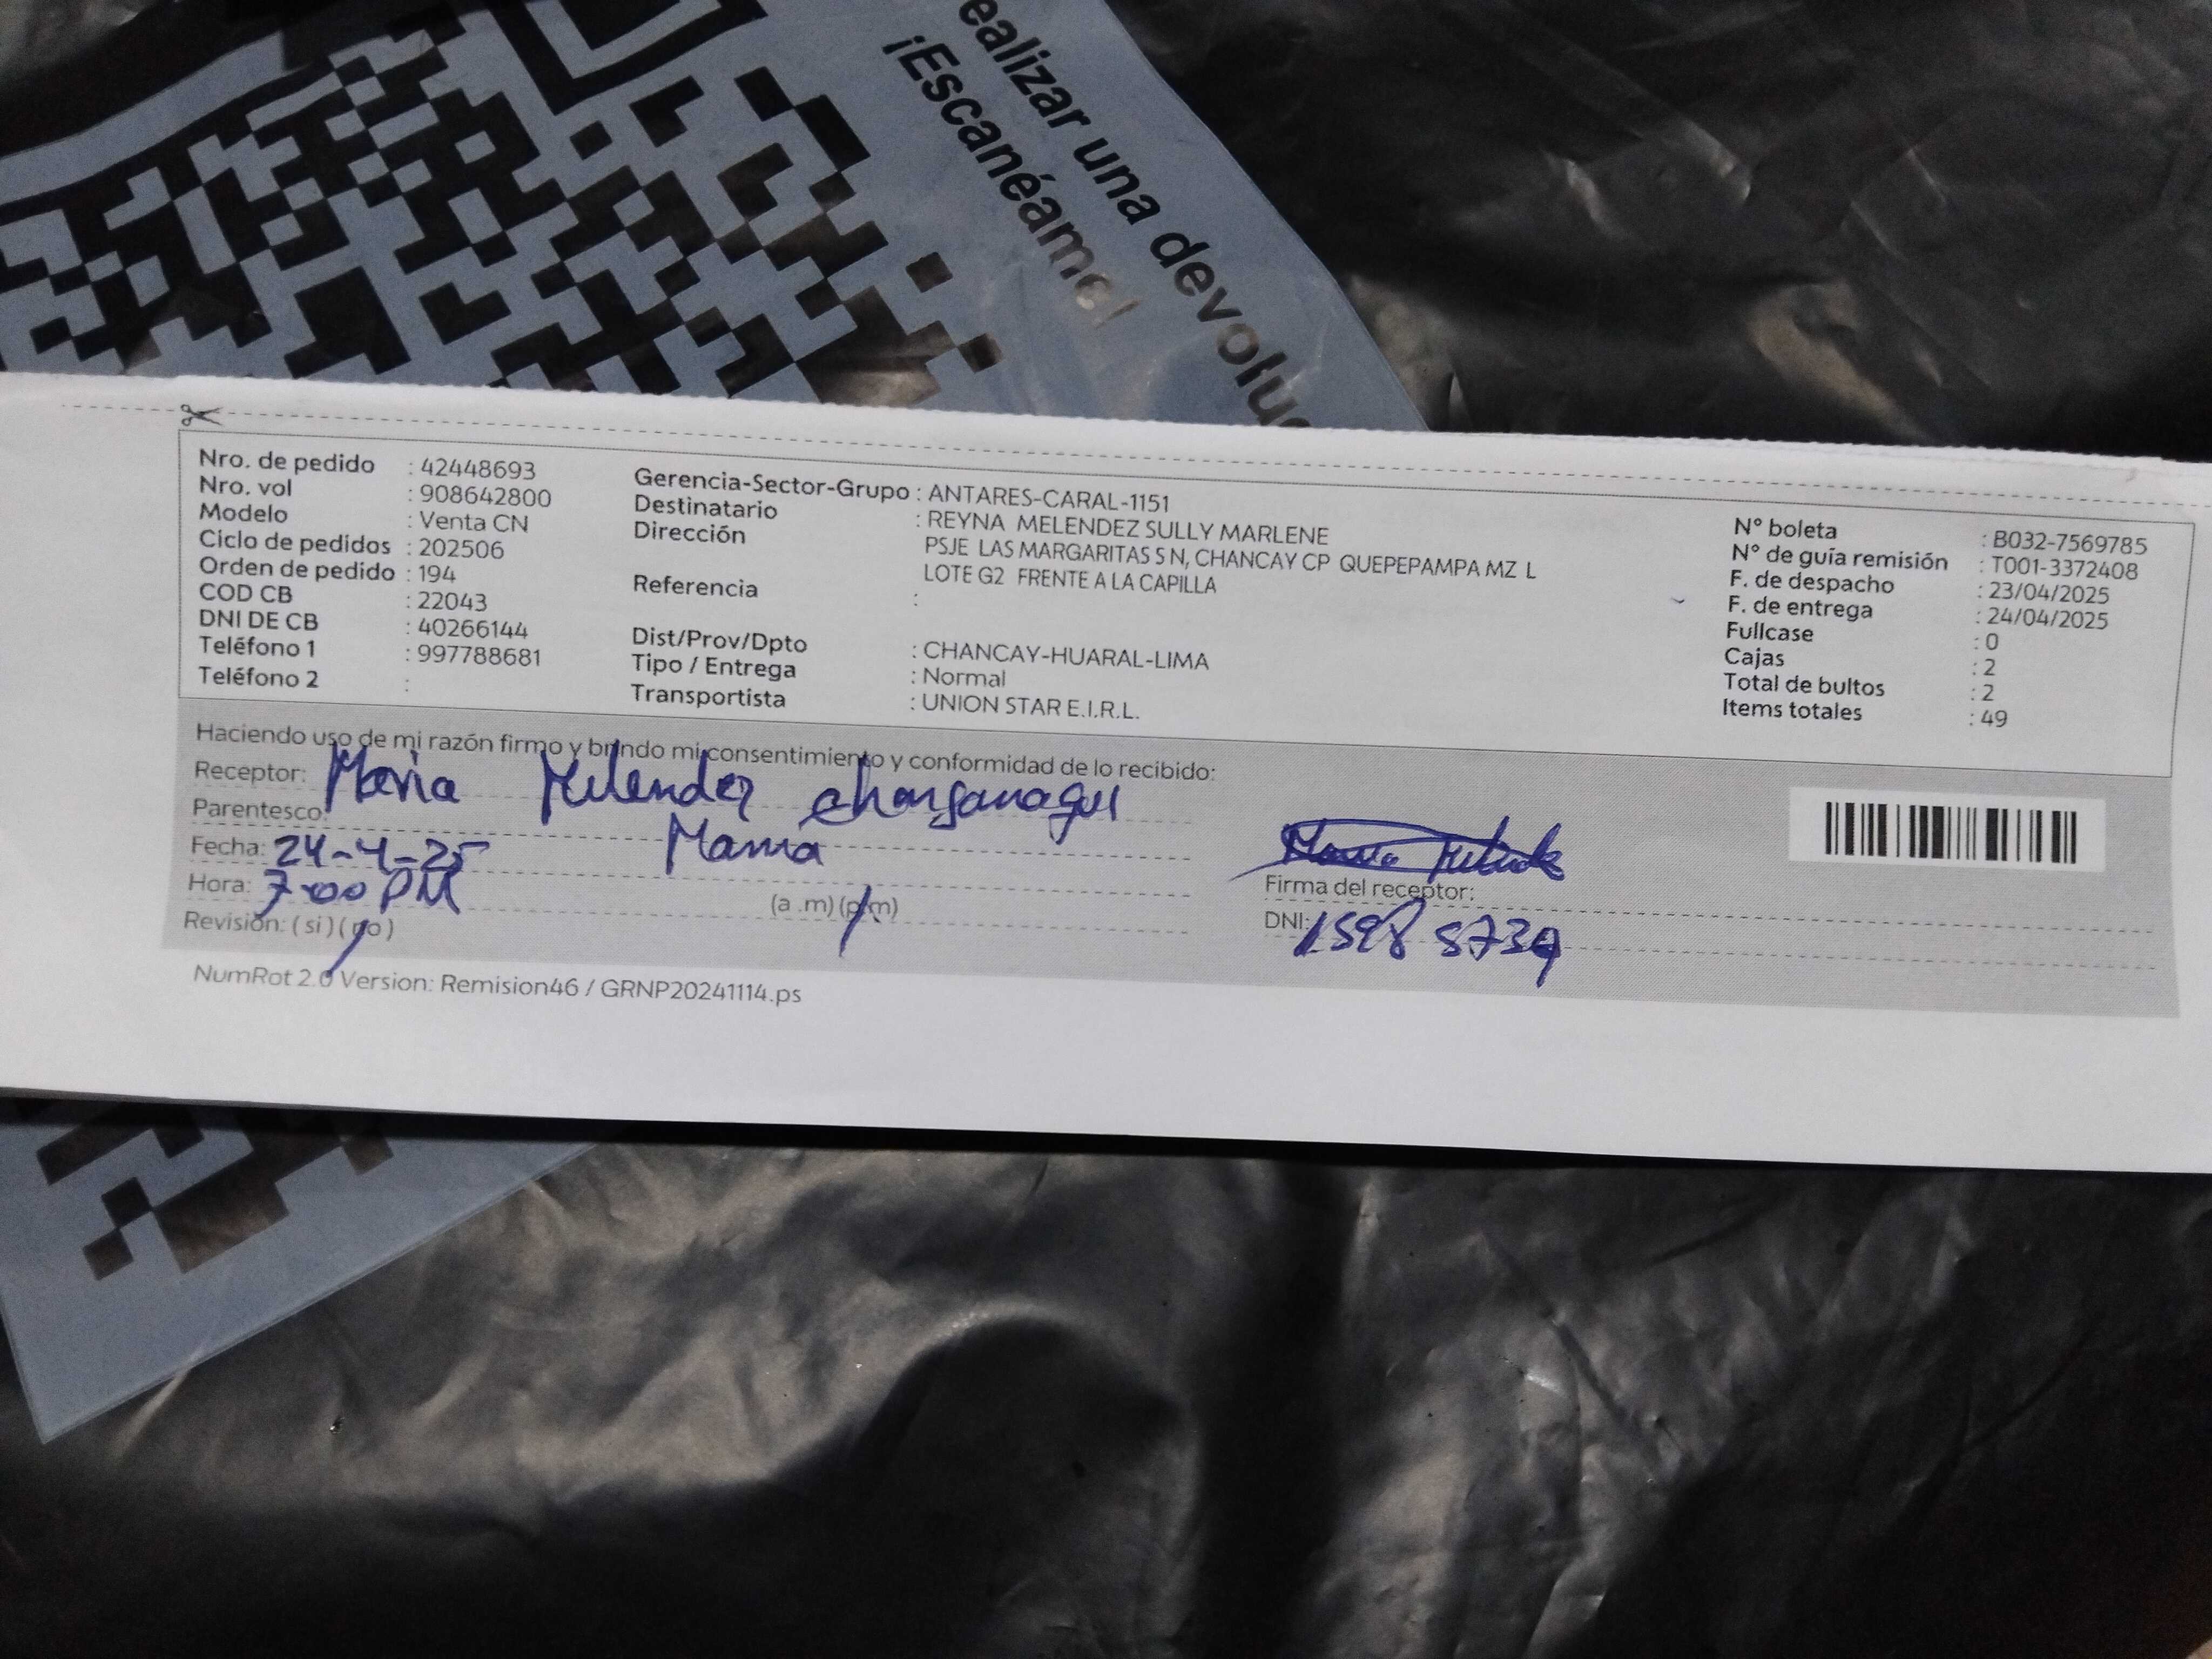 ealizar una devoluc
¡Escanéame!
Nro. de pedido : 42448693
Nro. vol : 908642800
Modelo : Venta CN
Ciclo de pedidos : 202506
Orden de pedido : 194
COD CB : 22043
DNI DE CB : 40266144
Teléfono 1 : 997788681
Teléfono 2 :
Gerencia-Sector-Grupo : ANTARES-CARAL-1151
Destinatario : REYNA MELENDEZ SULLY MARLENE
Dirección PSJE LAS MARGARITAS S N, CHANCAY CP QUEPEPAMPA MZ L
LOTE G2 FRENTE A LA CAPILLA
Referencia :
Dist/Prov/Dpto : CHANCAY-HUARAL-LIMA
Tipo / Entrega : Normal
Transportista : UNION STAR E.I.R.L.
N° boleta : B032-7569785
N° de guía remisión : T001-3372408
F. de despacho : 23/04/2025
F. de entrega : 24/04/2025
Fullcase : 0
Cajas : 2
Total de bultos : 2
Items totales : 49
Haciendo uso de mi razón firmo y brindo mi consentimiento y conformidad de lo recibido:
Receptor: Maria Melendez
Parentesco: Mamá
Fecha: 24-4-25
Hora: 7:00 PM (a .m) (p.m)
Revisión: ( si ) ( no )
Firma del receptor:
DNI: 15985739
NumRot 2.0 Version: Remision46 / GRNP20241114.ps